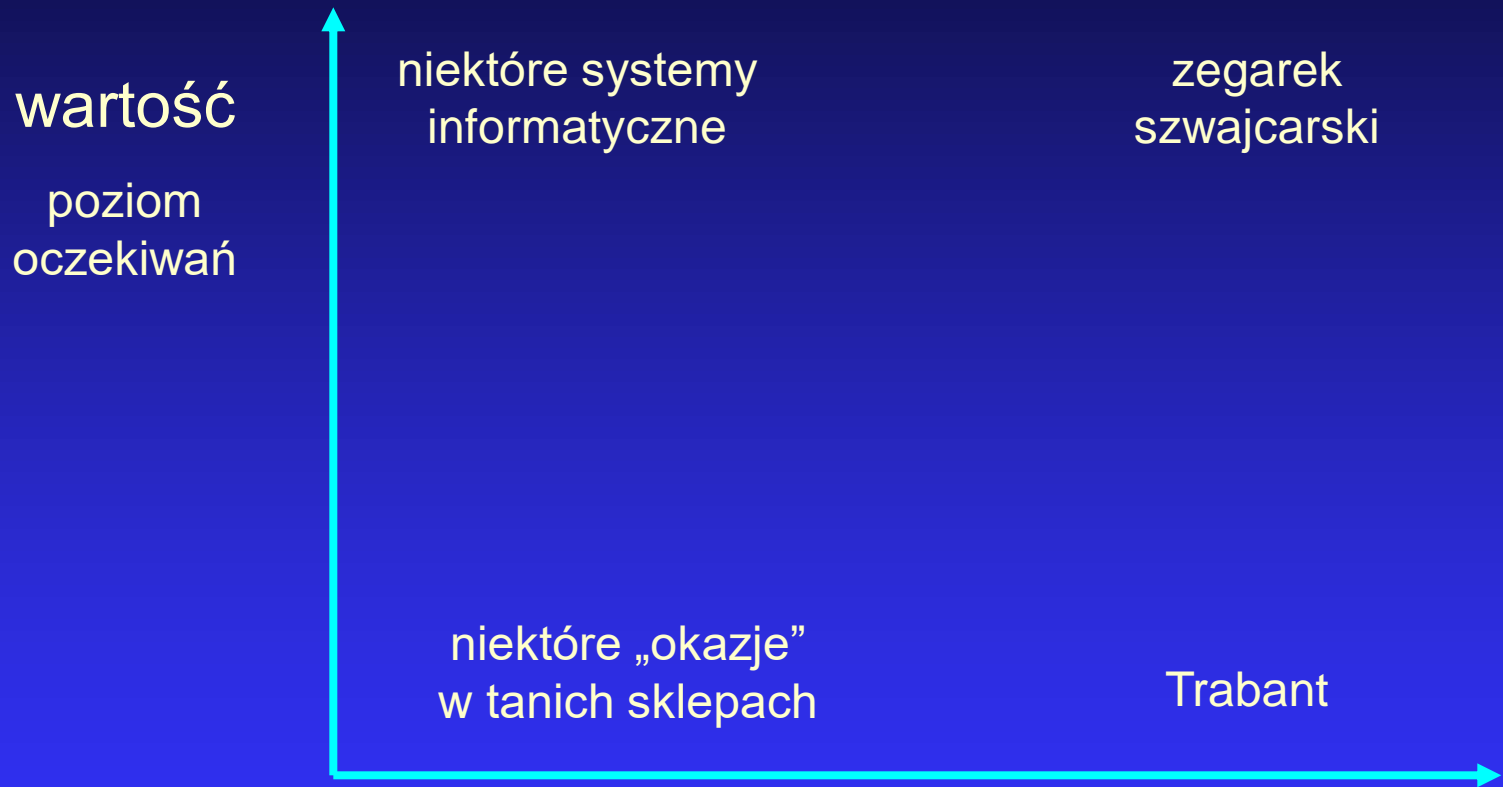 wartość
poziom
oczekiwań
niektóre systemy
informatyczne
zegarek
szwajcarski
niektóre „okazje”
w tanich sklepach
Trabant